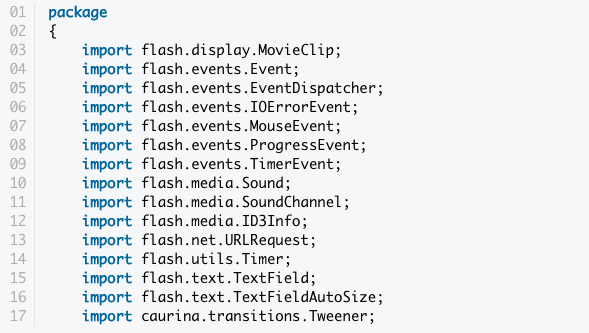 01 package
02 {
03 import flash.display.MovieClip;
04 import flash.events.Event;
05 import flash.events.EventDispatcher;
06 import flash.events.IOErrorEvent;
07 import flash.events.MouseEvent;
08 import flash.events.ProgressEvent;
09 import flash.events.TimerEvent;
10 import flash.media.Sound;
11 import flash.media.SoundChannel;
12 import flash.media.ID3Info;
13 import flash.net.URLRequest;
14 import flash.utils.Timer;
15 import flash.text.TextField;
16 import flash.text.TextFieldAutoSize;
17 import caurina.transitions.Tweener;